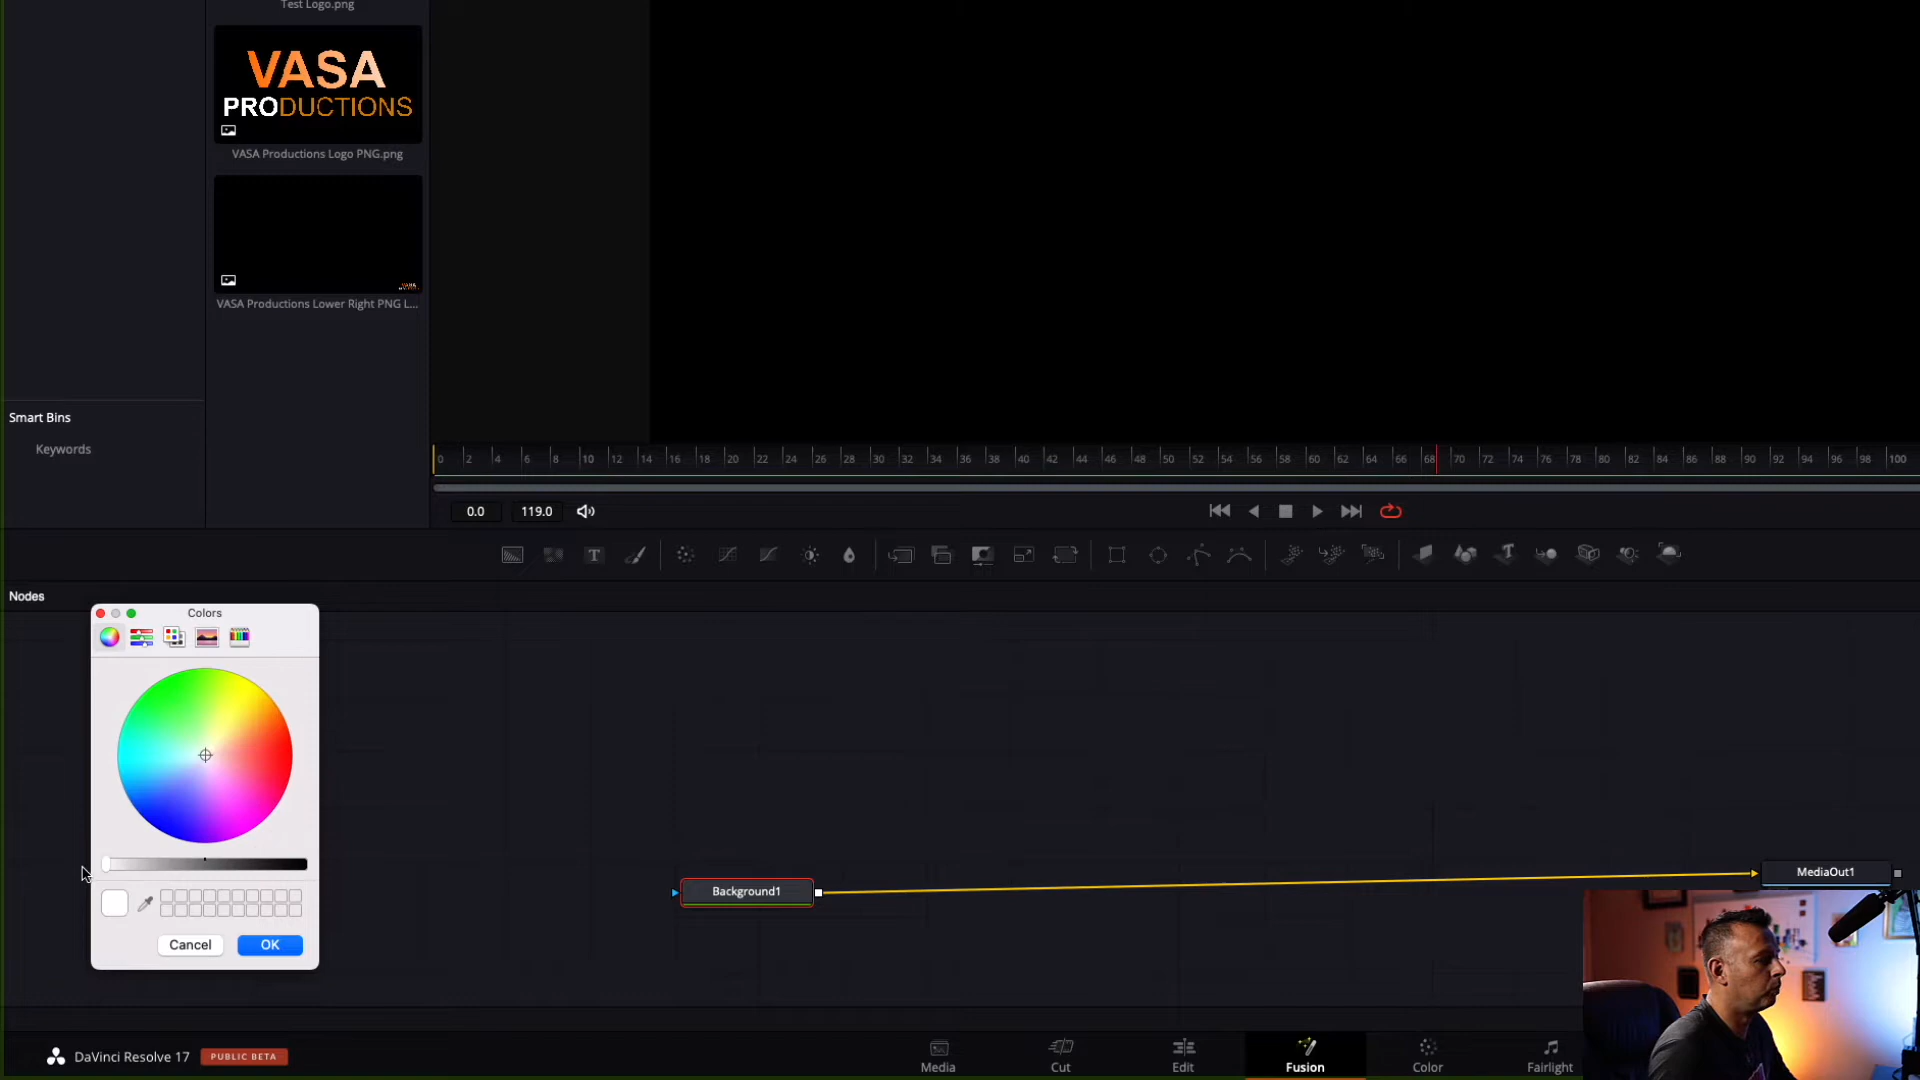 Test Logo.png
VASA
PRODUCTIONS
VASA Productions Logo PNG.png
VASA Productions Lower Right PNG L...
Smart Bins
Keywords
0 2 4 6 8 10 12 14 16 18 20 22 24 26 28 30 32 34 36 38 40 42 44 46 48 50 52 54 56 58 60 62 64 66 68 70 72 74 76 78 80 82 84 86 88 90 92 94 96 98 100
0.0 119.0
T
Nodes
Colors
Background1
MediaOut1
Cancel OK
DaVinci Resolve 17 PUBLIC BETA
Media Cut Edit Fusion Color Fairlight